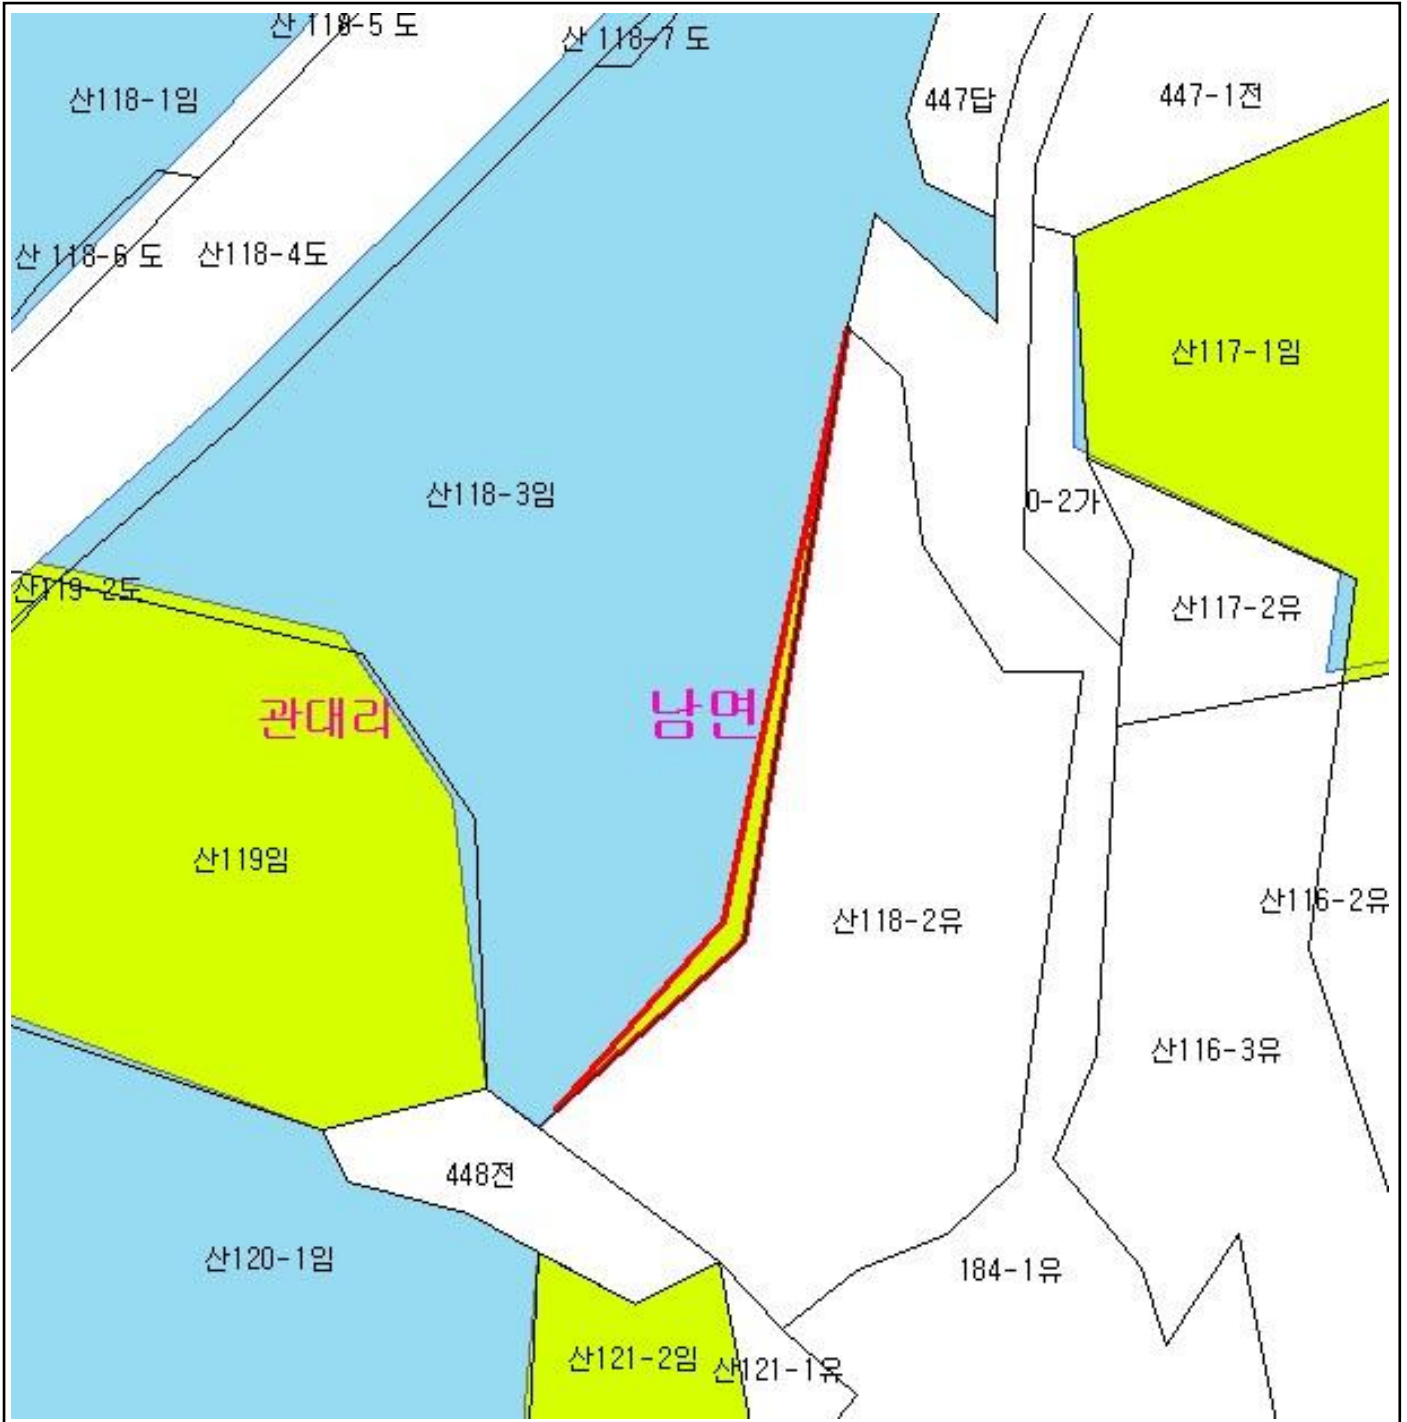 산 118-5 도
산 118-7 도
산118-1임
447답
447-1전
산 118-6 도
산118-4도
산117-1임
산118-3임
0-2가
산119-2도
산117-2유
관대리
남면
산119임
산118-2유
산116-2유
산116-3유
448전
산120-1임
184-1유
산121-2임
산121-1유